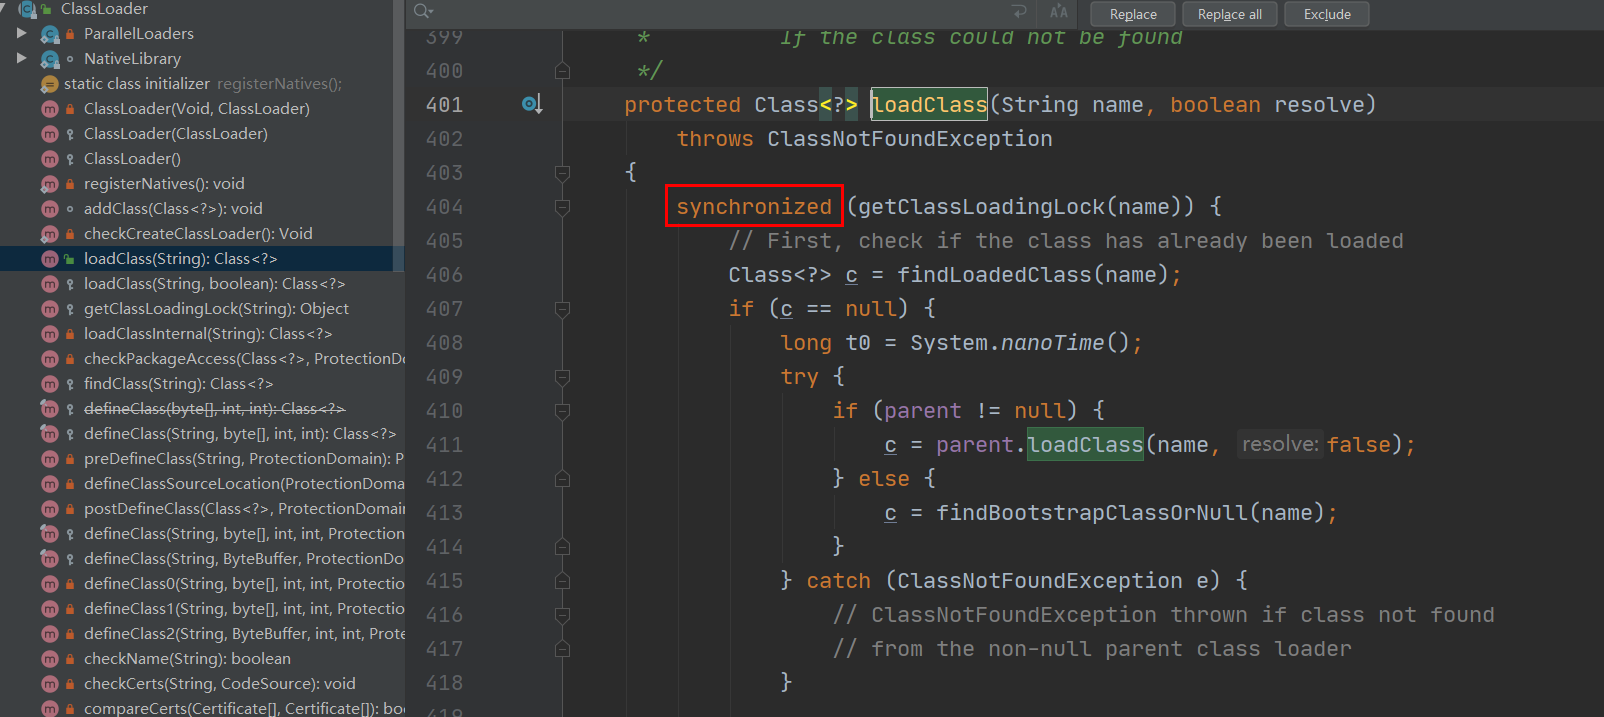 ClassLoader
ParallelLoaders
NativeLibrary
static class initializer registerNatives();
ClassLoader(Void, ClassLoader)
ClassLoader(ClassLoader)
ClassLoader()
registerNatives(): void
addClass(Class<?>): void
checkCreateClassLoader(): Void
loadClass(String): Class<?>
loadClass(String, boolean): Class<?>
getClassLoadingLock(String): Object
loadClassInternal(String): Class<?>
checkPackageAccess(Class<?>, ProtectionDo
findClass(String): Class<?>
defineClass(byte[], int, int): Class<?>
defineClass(String, byte[], int, int): Class<?>
preDefineClass(String, ProtectionDomain): P
defineClassSourceLocation(ProtectionDoma
postDefineClass(Class<?>, ProtectionDomain
defineClass(String, byte[], int, int, Protection
defineClass(String, ByteBuffer, ProtectionDo
defineClass0(String, byte[], int, int, Protectio
defineClass1(String, byte[], int, int, Protectio
defineClass2(String, ByteBuffer, int, int, Prote
checkName(String): boolean
checkCerts(String, CodeSource): void
compareCerts(Certificate[], Certificate[]): boo
Replace Replace all Exclude
399 * If the class could not be found
400 */
401 protected Class<?> loadClass(String name, boolean resolve)
402 throws ClassNotFoundException
403 {
404 synchronized (getClassLoadingLock(name)) {
405 // First, check if the class has already been loaded
406 Class<?> c = findLoadedClass(name);
407 if (c == null) {
408 long t0 = System.nanoTime();
409 try {
410 if (parent != null) {
411 c = parent.loadClass(name, resolve: false);
412 } else {
413 c = findBootstrapClassOrNull(name);
414 }
415 } catch (ClassNotFoundException e) {
416 // ClassNotFoundException thrown if class not found
417 // from the non-null parent class loader
418 }
419